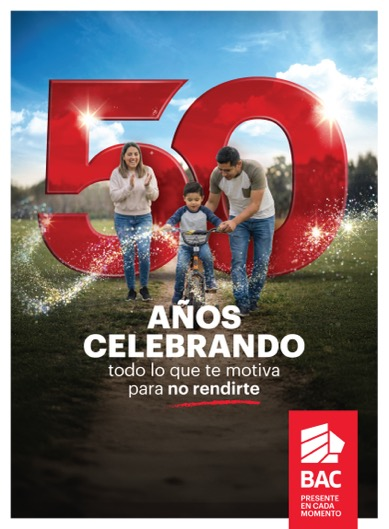 50
AÑOS
CELEBRANDO
todo lo que te motiva
para no rendirte
BAC
PRESENTE
EN CADA
MOMENTO